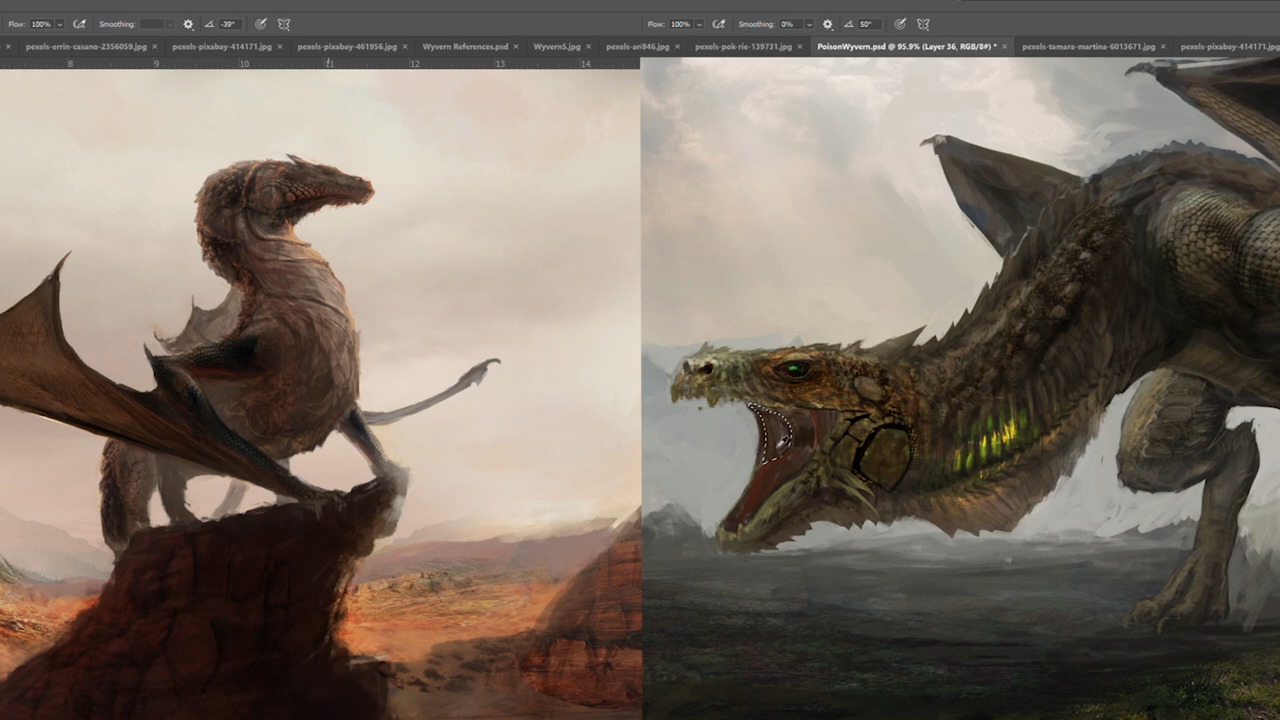 Flow: 100% Smoothing: -39°
Flow: 100% Smoothing: 0% 50°
× pexels-errin-casano-2356059.jpg × pexels-pixabay-414171.jpg × pexels-pixabay-461956.jpg × Wyvern References.psd × Wyvern5.jpg ×
946.jpg × pexels-pok-rie-139731.jpg × PoisonWyvern.psd @ 95.9% (Layer 36, RGB/8#) * × pexels-tamara-martina-6013671.jpg × pexels-pixabay-414171.jpg
8 9 10 11 12 13 14